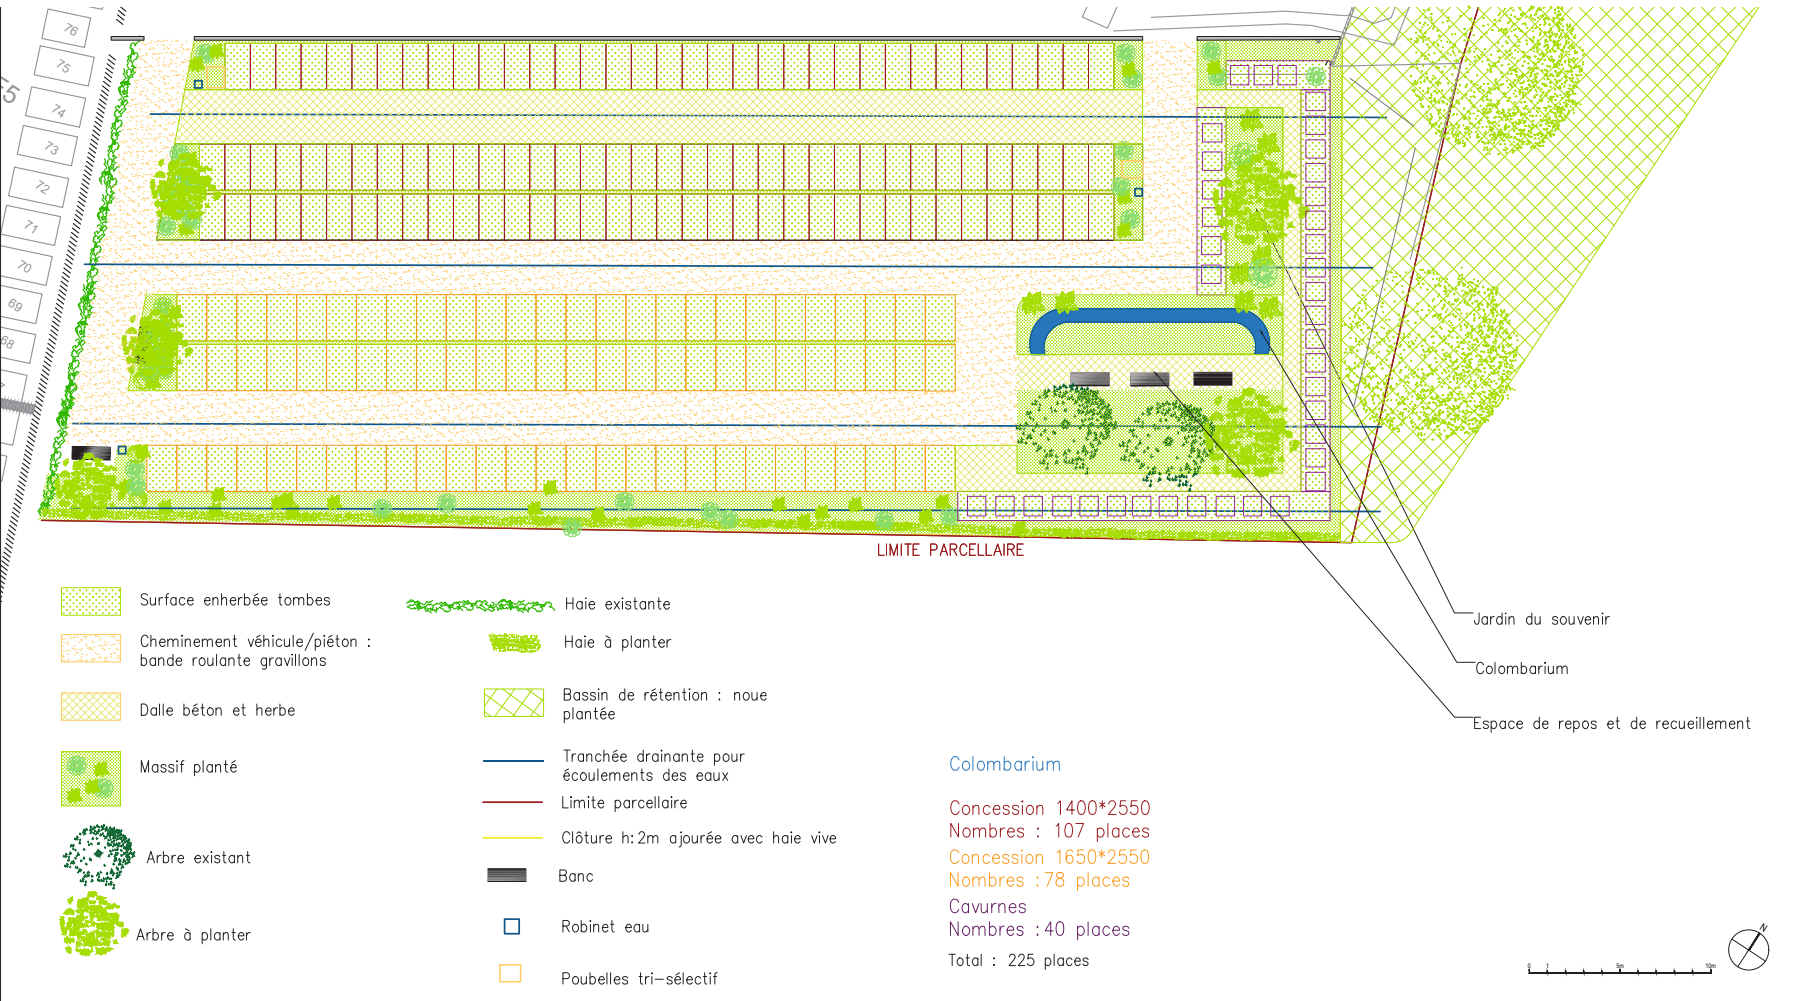 76
75
74
73
72
71
70
69
68
LIMITE PARCELLAIRE
Surface enherbée tombes
Cheminement véhicule/piéton :
bande roulante gravillons
Dalle béton et herbe
Massif planté
Arbre existant
Arbre à planter
Haie existante
Haie à planter
Bassin de rétention : noue
plantée
Tranchée drainante pour
écoulements des eaux
Limite parcellaire
Clôture h:2m ajourée avec haie vive
Banc
Robinet eau
Poubelles tri-sélectif
Colombarium
Concession 1400*2550
Nombres : 107 places
Concession 1650*2550
Nombres :78 places
Cavurnes
Nombres :40 places
Total : 225 places
Jardin du souvenir
Colombarium
Espace de repos et de recueillement
N
0 1 5m 10m